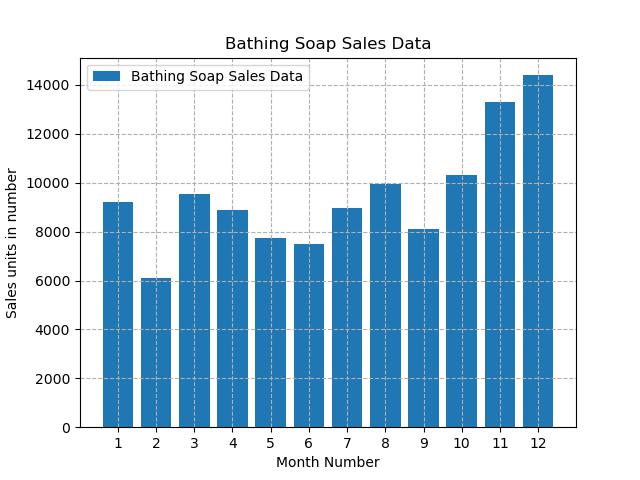 Bathing Soap Sales Data
Bathing Soap Sales Data
14000
12000
10000
8000
6000
4000
2000
0
Sales units in number
1 2 3 4 5 6 7 8 9 10 11 12
Month Number